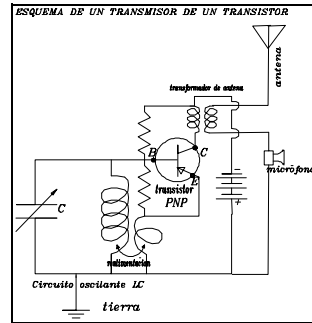 ESQUEMA DE UN TRANSMISOR DE UN TRANSISTOR
antena
transformador de antena
B
C
E
transistor
PNP
micrófono
-
+
C
realimentacion
Circuito oscilante LC
tierra